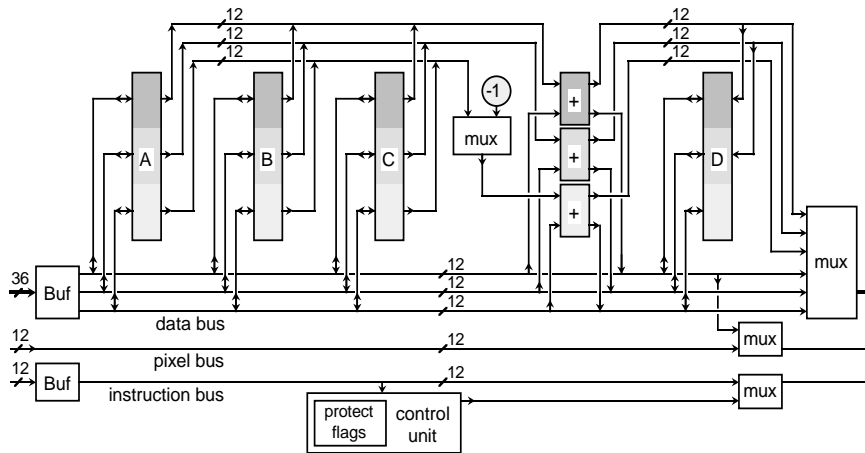 12 12
12 12
12 12
-1
+
mux
A B C + D
+
36 12
Buf 12 mux
12
data bus
12 12
pixel bus mux
12 12
Buf
instruction bus mux
protect flags control unit